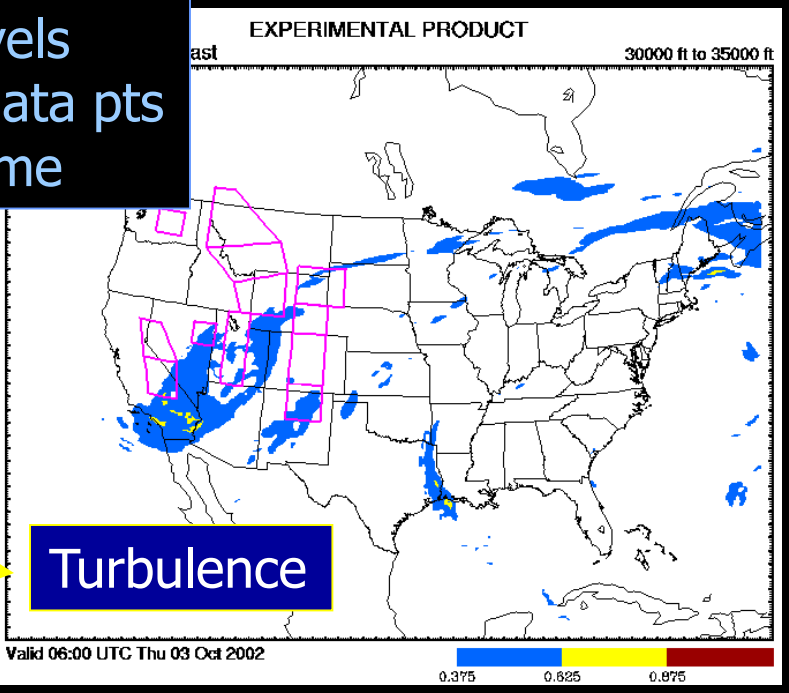 vels
ata pts
me
EXPERIMENTAL PRODUCT
ast
30000 ft to 35000 ft
Turbulence
Valid 06:00 UTC Thu 03 Oct 2002
0.375 0.625 0.875